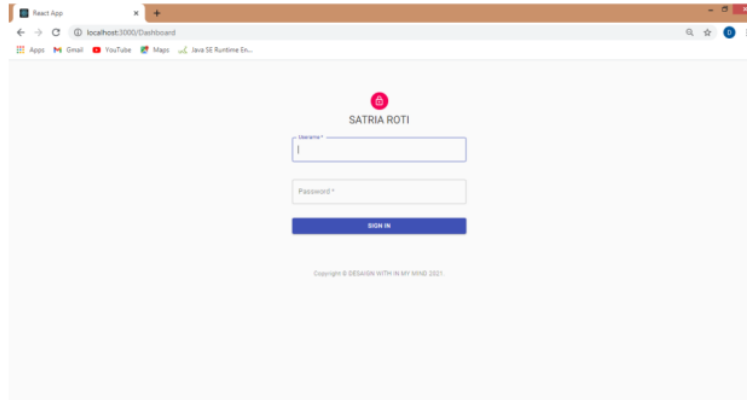 React App
localhost:3000/Dashboard
D
Apps Gmail YouTube Maps Java SE Runtime En...
SATRIA ROTI
Username *
Password *
SIGN IN
Copyright © DESAIGN WITH IN MY MIND 2021.